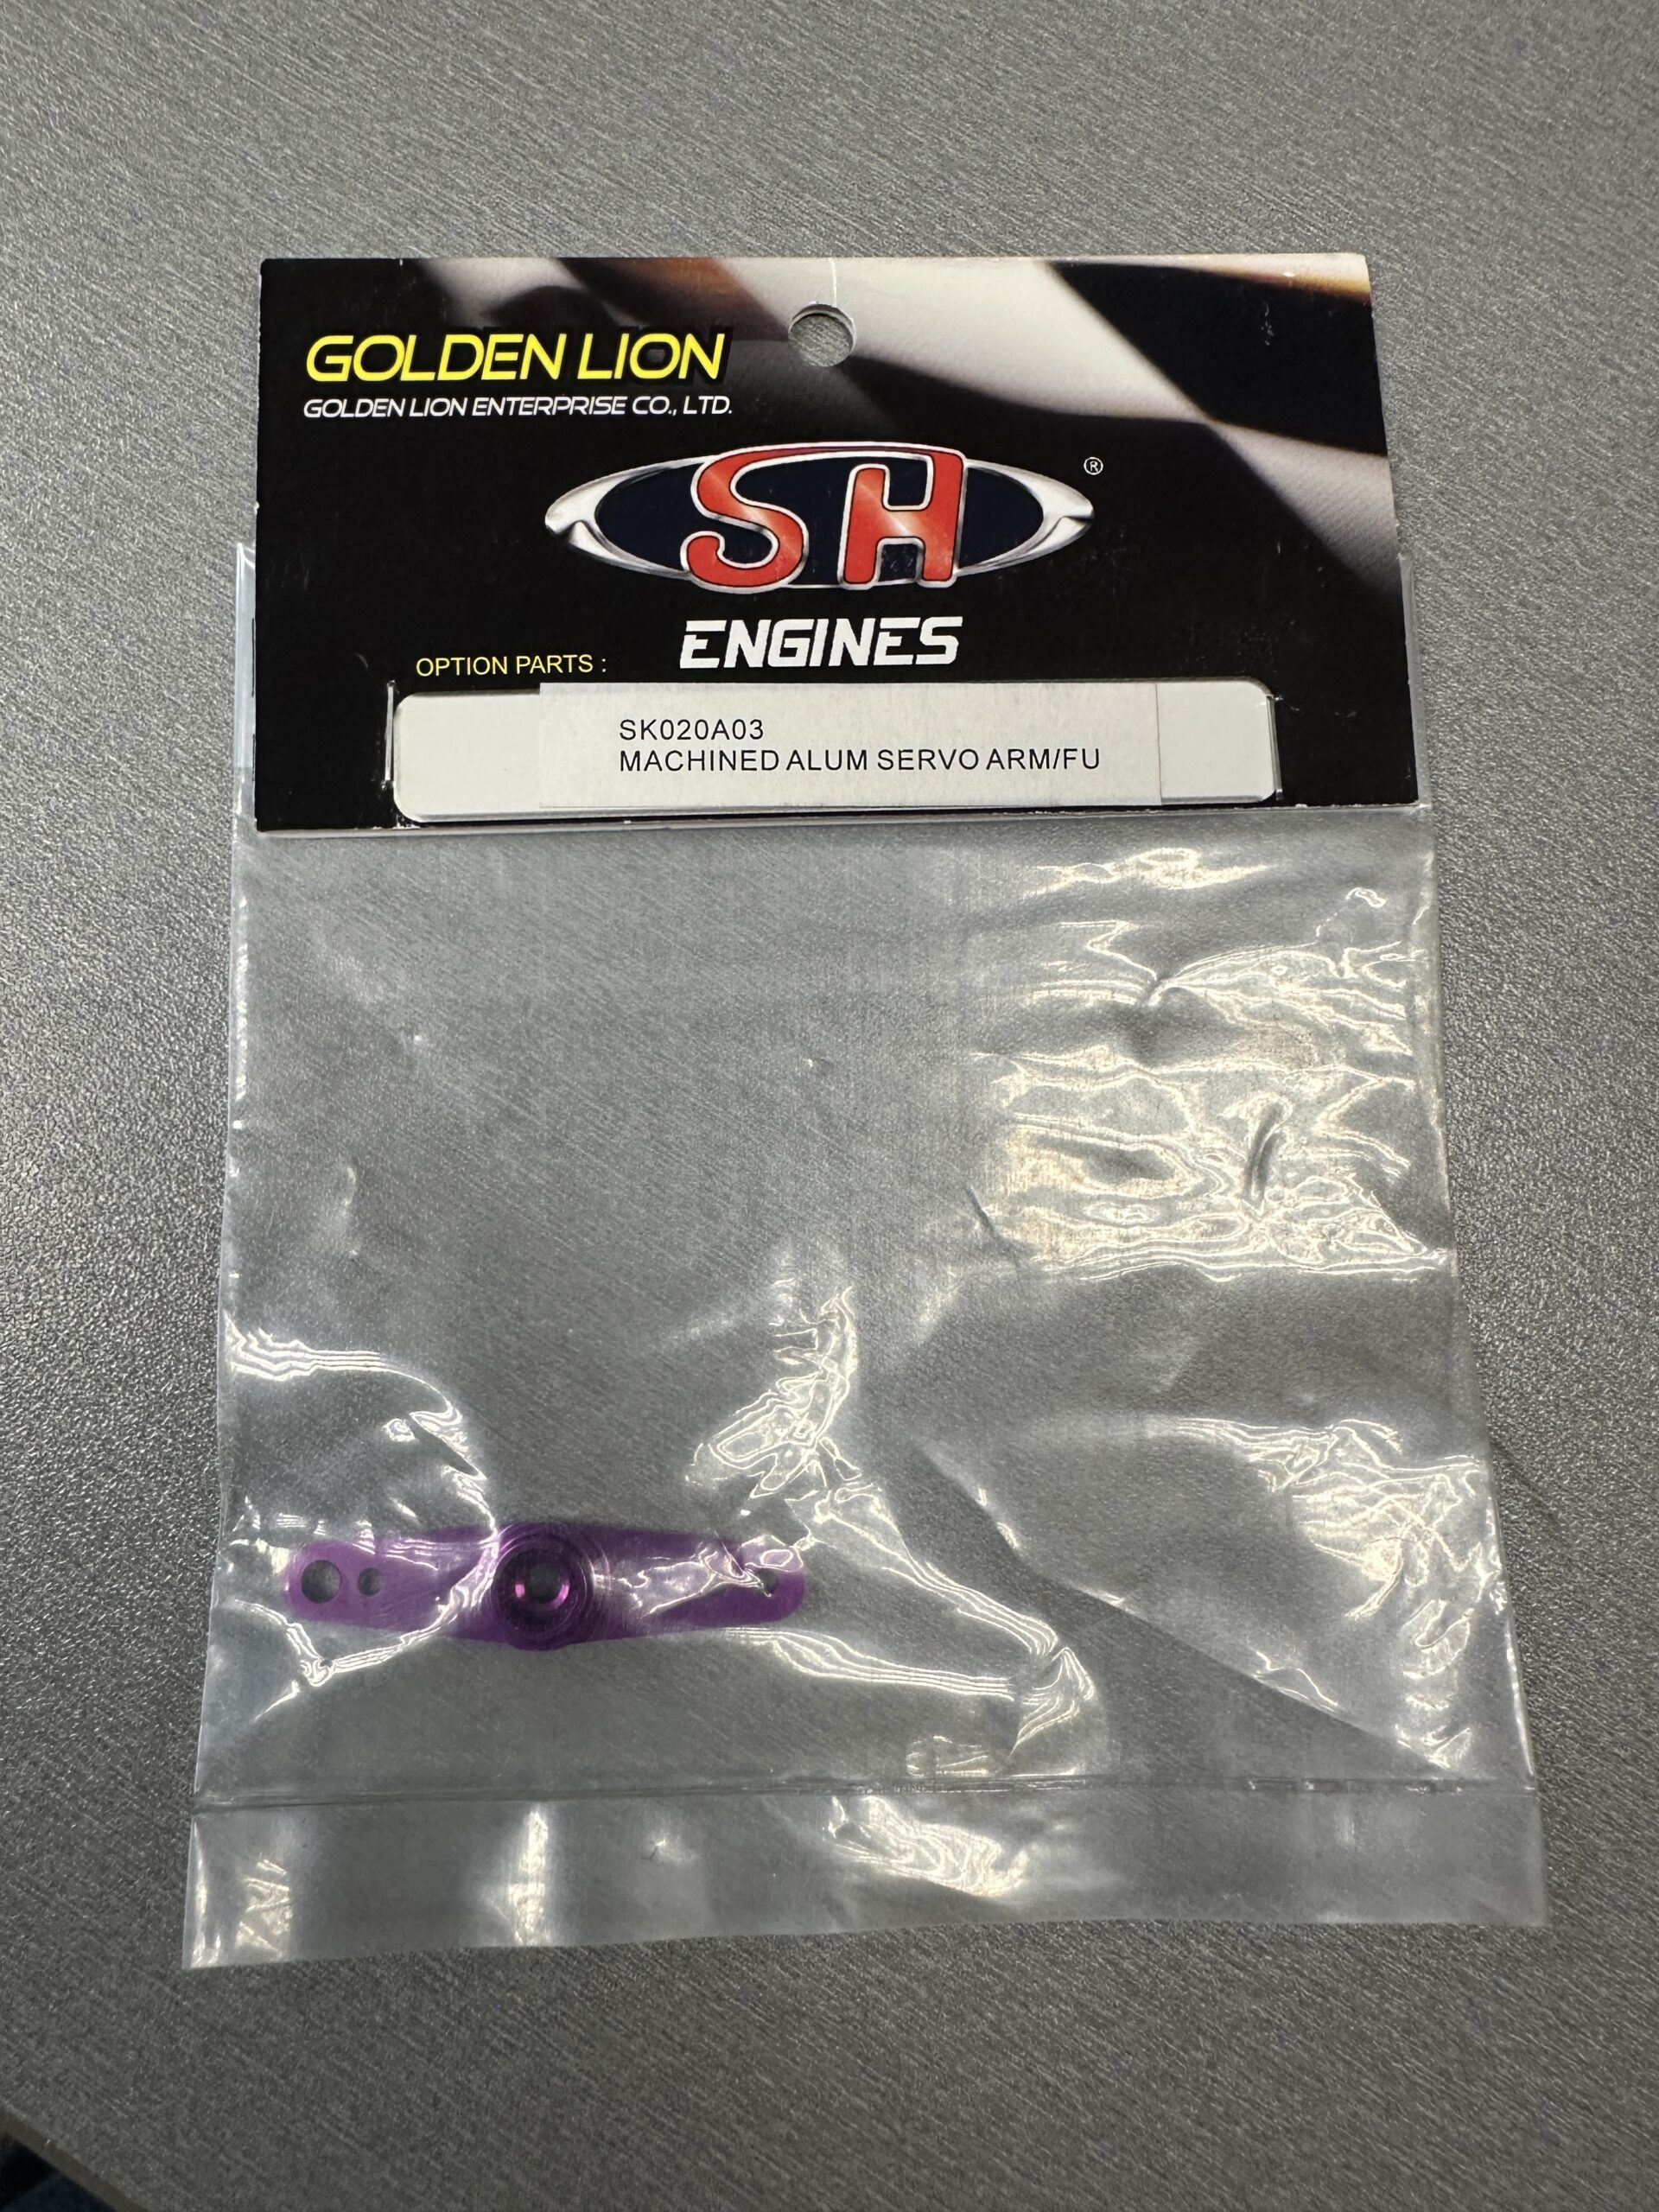 GOLDEN LION
GOLDEN LION ENTERPRISE CO., LTD.
SH
®
ENGINES
OPTION PARTS :
SK020A03
MACHINED ALUM SERVO ARM/FU